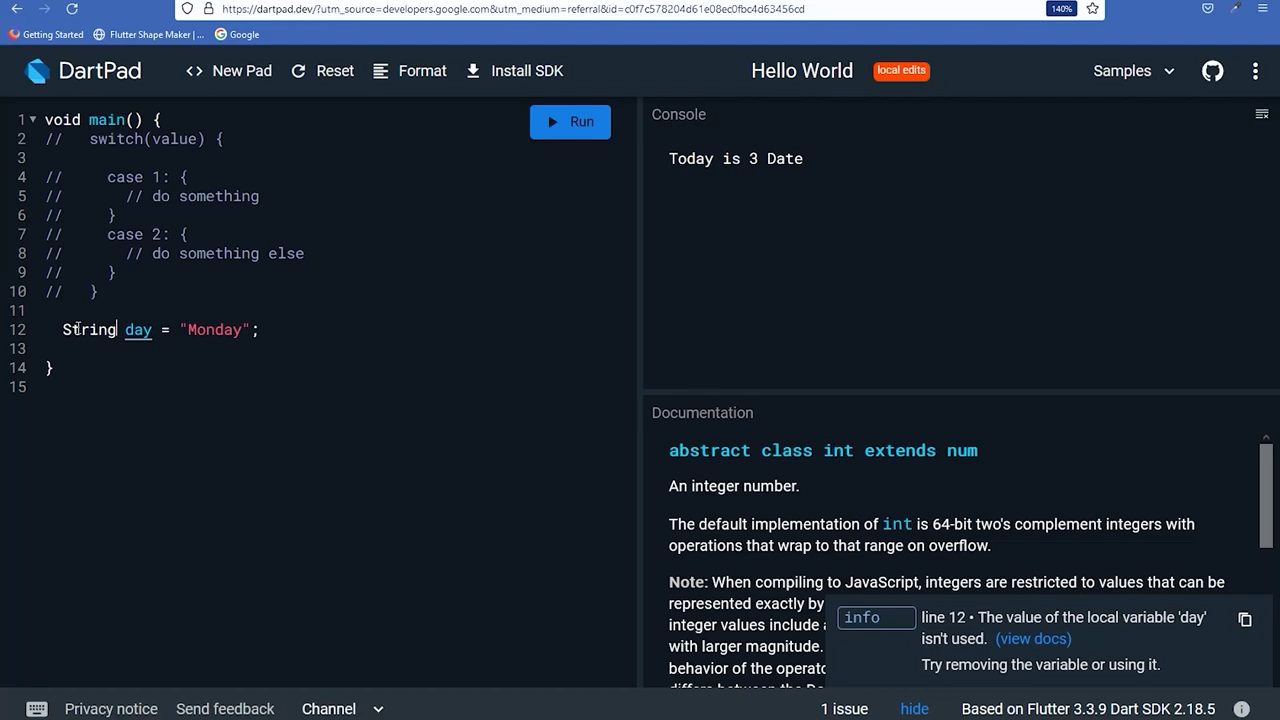 https://dartpad.dev/?utm_source=developers.google.com&utm_medium=referral&id=c0f7c578204d61e08ec0fbc4d63456cd
140%
Getting Started
Flutter Shape Maker | ...
Google
DartPad
<> New Pad
Reset
Format
Install SDK
Hello World
local edits
Samples
1 void main() {
2 //   switch(value) {
3
4 //     case 1: {
5 //       // do something
6 //     }
7 //     case 2: {
8 //       // do something else
9 //     }
10 //   }
11
12   String day = "Monday";
13
14 }
15
Run
Console
Today is 3 Date
Documentation
abstract class int extends num
An integer number.
The default implementation of int is 64-bit two's complement integers with
operations that wrap to that range on overflow.
Note: When compiling to JavaScript, integers are restricted to values that can be
represented exactly by
integer values include
with larger magnitude.
behavior of the operato
differs between the Da
info
line 12 • The value of the local variable 'day'
isn't used. (view docs)
Try removing the variable or using it.
Privacy notice
Send feedback
Channel
1 issue
hide
Based on Flutter 3.3.9 Dart SDK 2.18.5